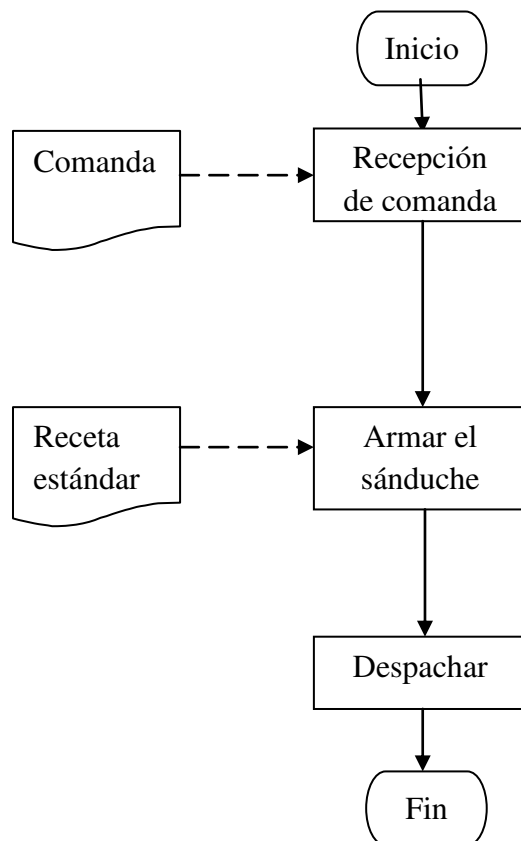 Inicio
Comanda
Recepción
de comanda
Receta
estándar
Armar el
sánduche
Despachar
Fin